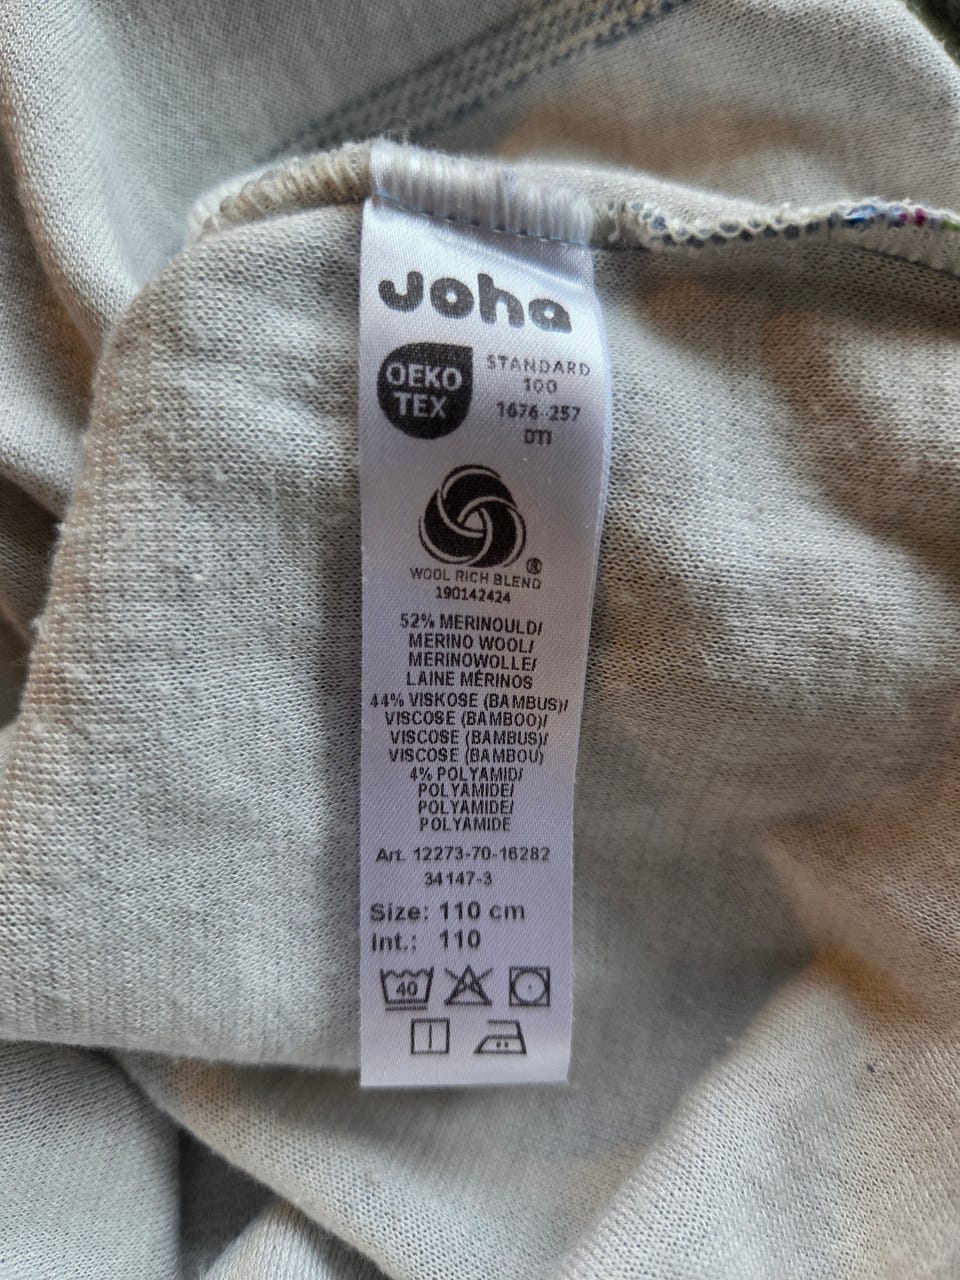 Joha
OEKO
TEX
STANDARD
100
1676-257
DTI
®
WOOL RICH BLEND
190142424
52% MERINOULD/
MERINO WOOL/
MERINOWOLLE/
LAINE MÉRINOS
44% VISKOSE (BAMBUS)/
VISCOSE (BAMBOO)/
VISCOSE (BAMBUS)/
VISCOSE (BAMBOU)
4% POLYAMID/
POLYAMIDE/
POLYAMIDE/
POLYAMIDE
Art. 12273-70-16282
34147-3
Size: 110 cm
Int.: 110
40